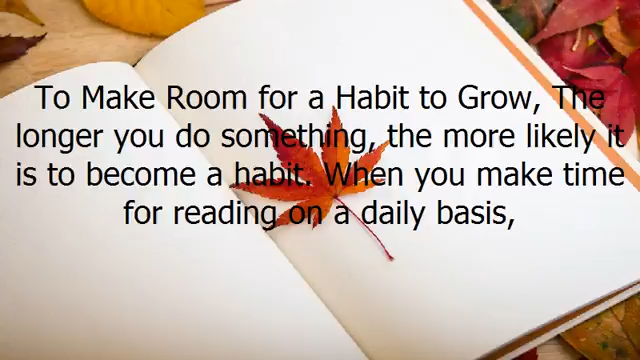 To Make Room for a Habit to Grow, The
longer you do something, the more likely it
is to become a habit. When you make time
for reading on a daily basis,